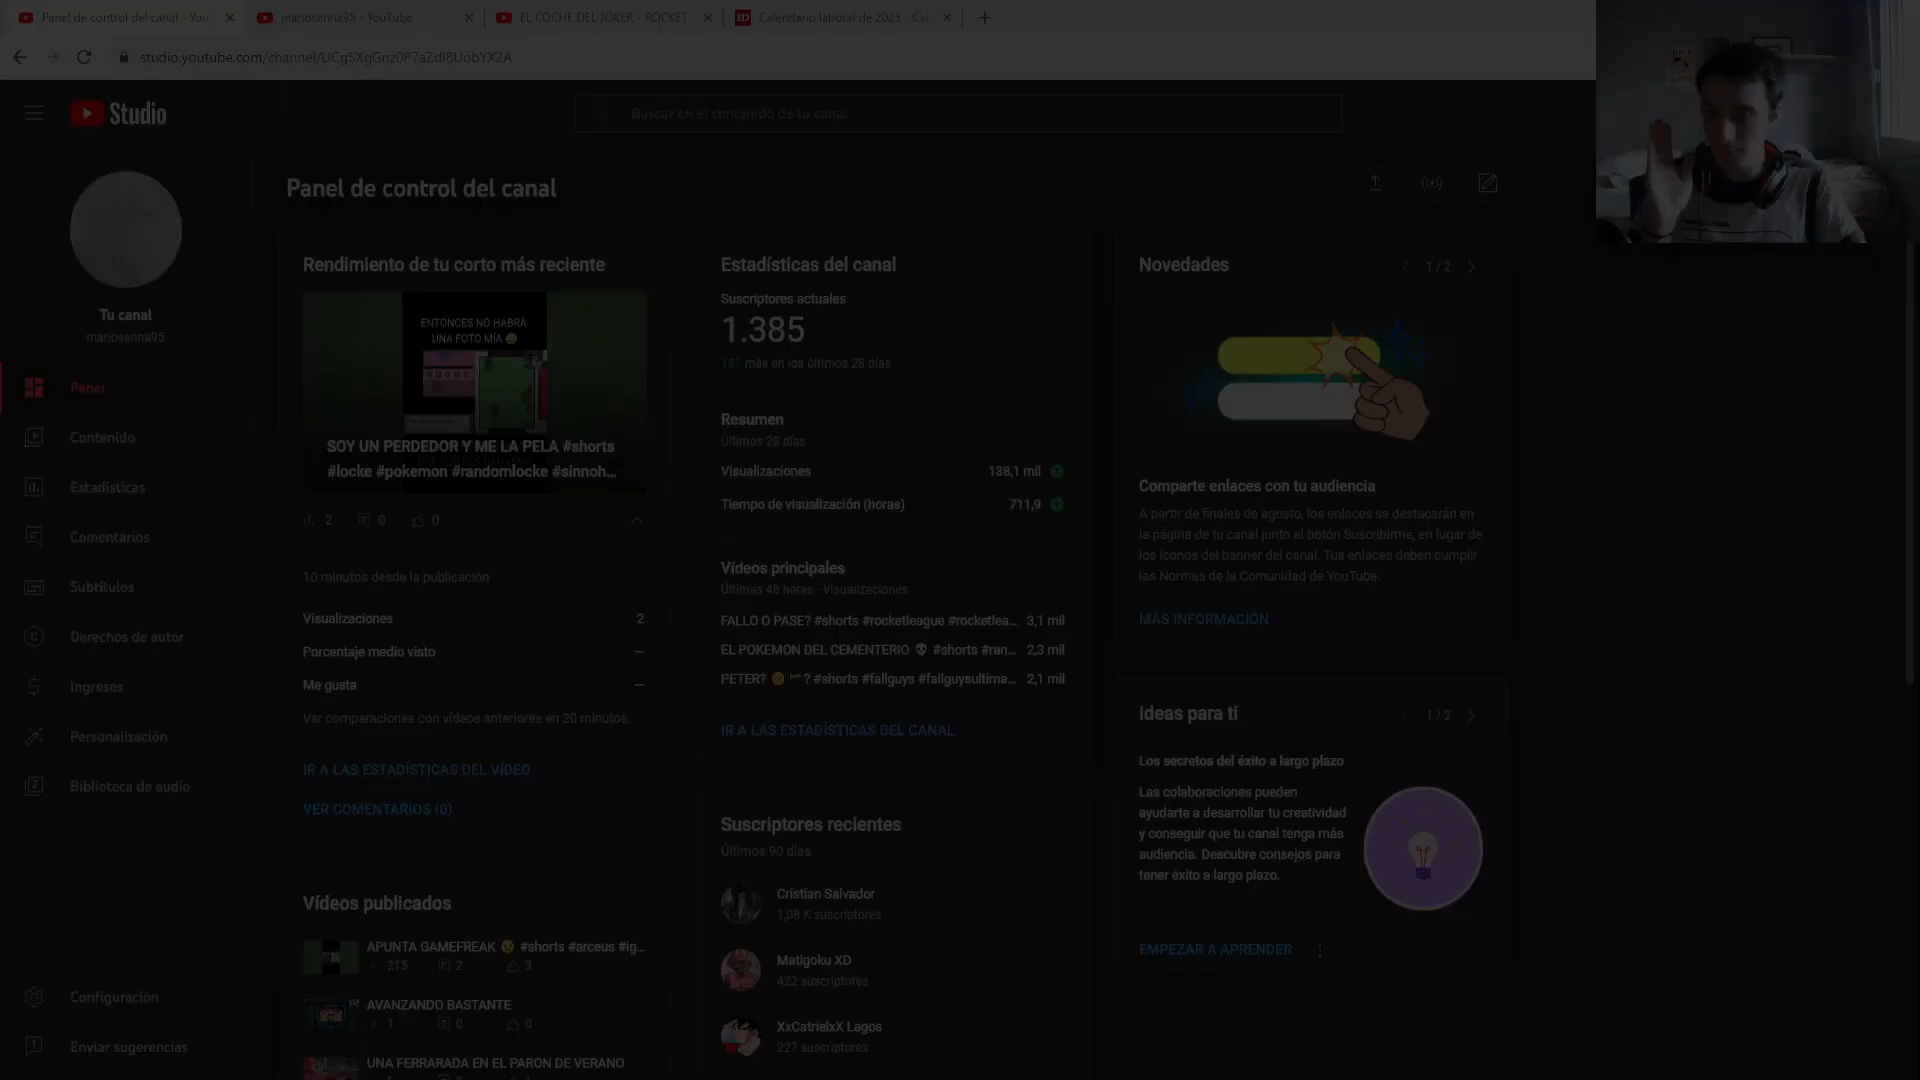 Panel de control del canal - You
mariosenna95 - YouTube
EL COCHE DEL JOKER - ROCKET
Calendario laboral de 2023 - Cal
studio.youtube.com/channel/UCg5XgGnz0P7aZdI8UobYX2A
Studio
Buscar en el contenido de tu canal
Tu canal
mariosenna95
Panel
Contenido
Estadísticas
Comentarios
Subtítulos
Derechos de autor
Ingresos
Personalización
Biblioteca de audio
Configuración
Enviar sugerencias
Panel de control del canal
Rendimiento de tu corto más reciente
ENTONCES NO HABRÁ
UNA FOTO MÍA
SOY UN PERDEDOR Y ME LA PELA #shorts
#locke #pokemon #randomlocke #sinnoh...
2 0 0
10 minutos desde la publicación
Visualizaciones 2
Porcentaje medio visto —
Me gusta —
Ver comparaciones con vídeos anteriores en 20 minutos
IR A LAS ESTADÍSTICAS DEL VÍDEO
VER COMENTARIOS (0)
Vídeos publicados
APUNTA GAMEFREAK 😉 #shorts #arceus #ig...
215 2 3
AVANZANDO BASTANTE
1 0 0
UNA FERRARADA EN EL PARON DE VERANO
Estadísticas del canal
Suscriptores actuales
1.385
187 más en los últimos 28 días
Resumen
Últimos 28 días
Visualizaciones 138,1 mil
Tiempo de visualización (horas) 711,9
Vídeos principales
Últimas 48 horas · Visualizaciones
FALLO O PASE? #shorts #rocketleague #rocketlea... 3,1 mil
EL POKEMON DEL CEMENTERIO 💀 #shorts #ran... 2,3 mil
PETER? ? #shorts #fallguys #fallguysultima... 2,1 mil
IR A LAS ESTADÍSTICAS DEL CANAL
Suscriptores recientes
Últimos 90 días
Cristian Salvador
1,08 K suscriptores
Matigoku XD
422 suscriptores
XxCatrielxX Lagos
227 suscriptores
Novedades
1 / 2
Comparte enlaces con tu audiencia
A partir de finales de agosto, los enlaces se destacarán en
la página de tu canal junto al botón Suscribirme, en lugar de
los iconos del banner del canal. Tus enlaces deben cumplir
las Normas de la Comunidad de YouTube.
MÁS INFORMACIÓN
Ideas para ti
1 / 2
Los secretos del éxito a largo plazo
Las colaboraciones pueden
ayudarte a desarrollar tu creatividad
y conseguir que tu canal tenga más
audiencia. Descubre consejos para
tener éxito a largo plazo.
EMPEZAR A APRENDER